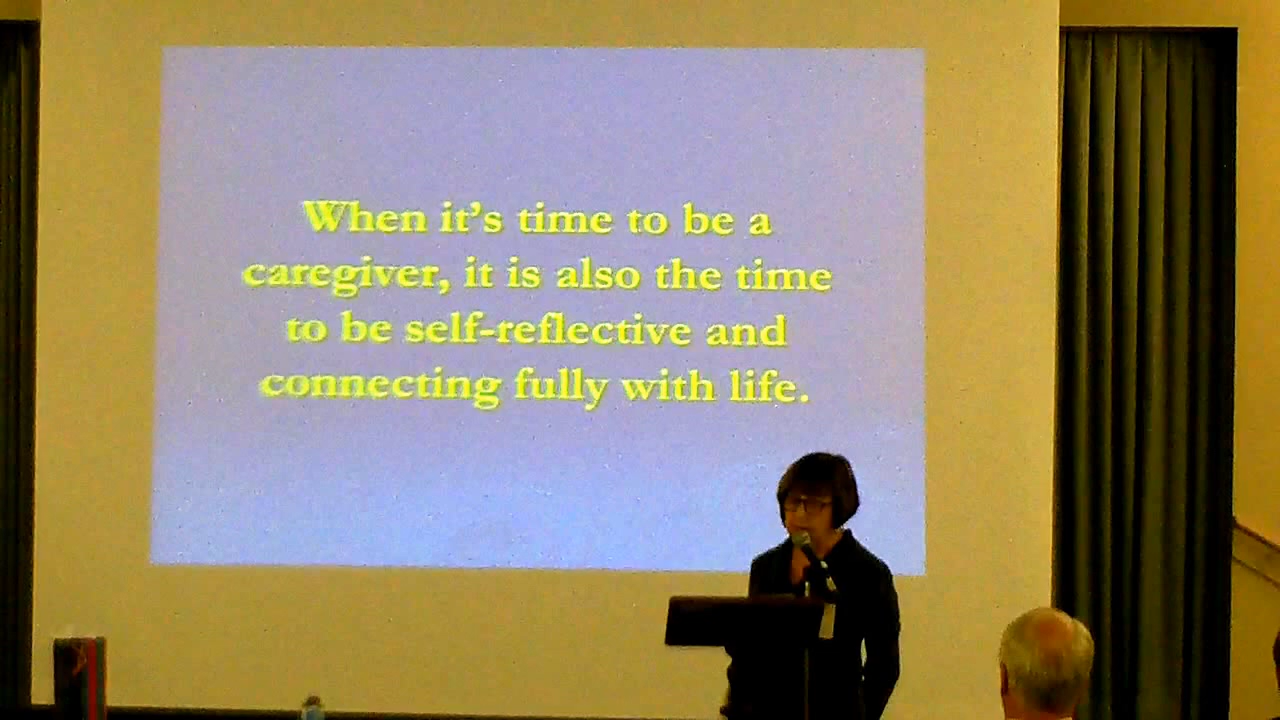 When it's time to be a
caregiver, it is also the time
to be self-reflective and
connecting fully with life.